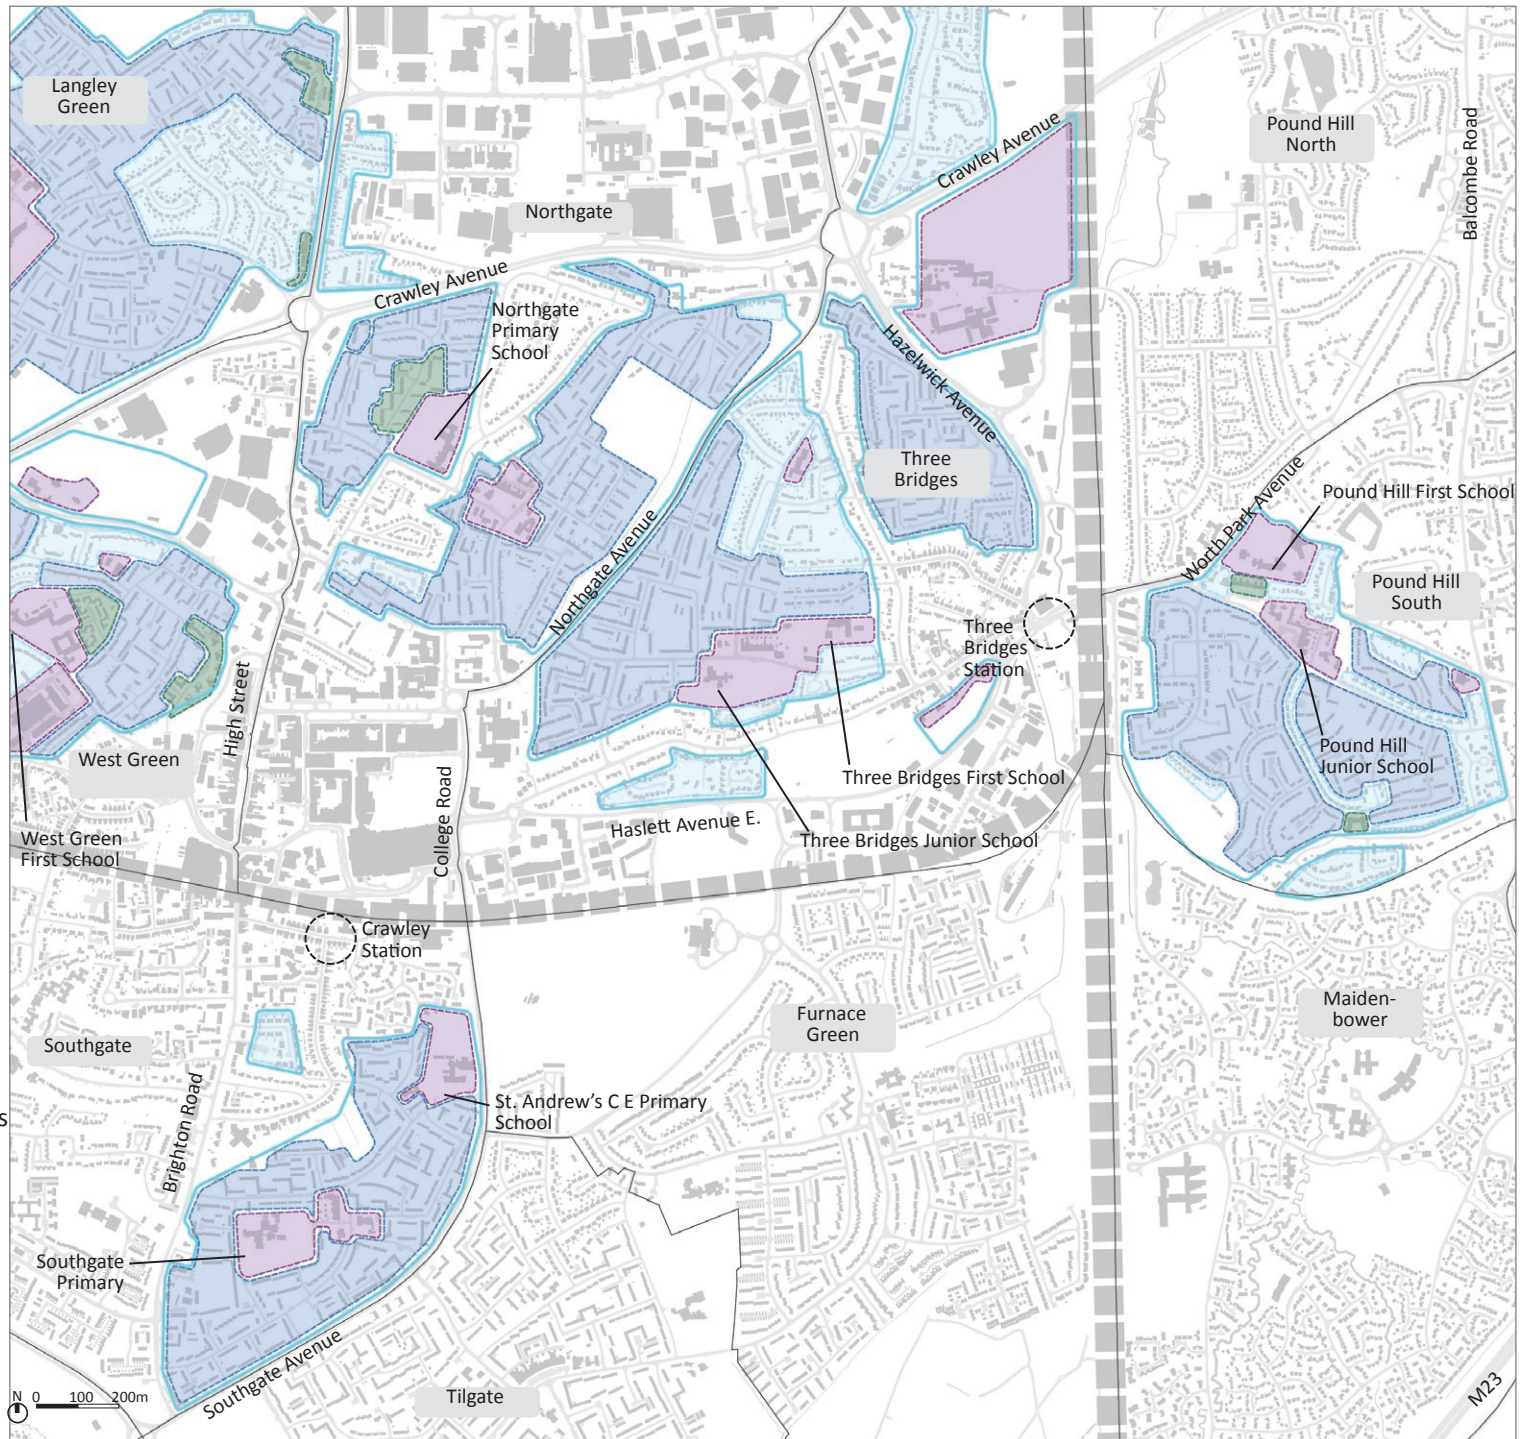 Langley
Green
Crawley Avenue
Pound Hill
North
Balcombe Road
Northgate
Crawley Avenue
Northgate
Primary
School
Hazelwick Avenue
Three
Bridges
Worth Park Avenue
Pound Hill First School
Northgate Avenue
Pound Hill
South
Three
Bridges
Station
High Street
West Green
Pound Hill
Junior School
Three Bridges First School
College Road
Haslett Avenue E.
Three Bridges Junior School
West Green
First School
Crawley
Station
Furnace
Green
Maiden-
bower
Southgate
Brighton Road
St. Andrew's C E Primary
School
s
Southgate
Primary
Southgate Avenue
Tilgate
M23
N 0 100 200m